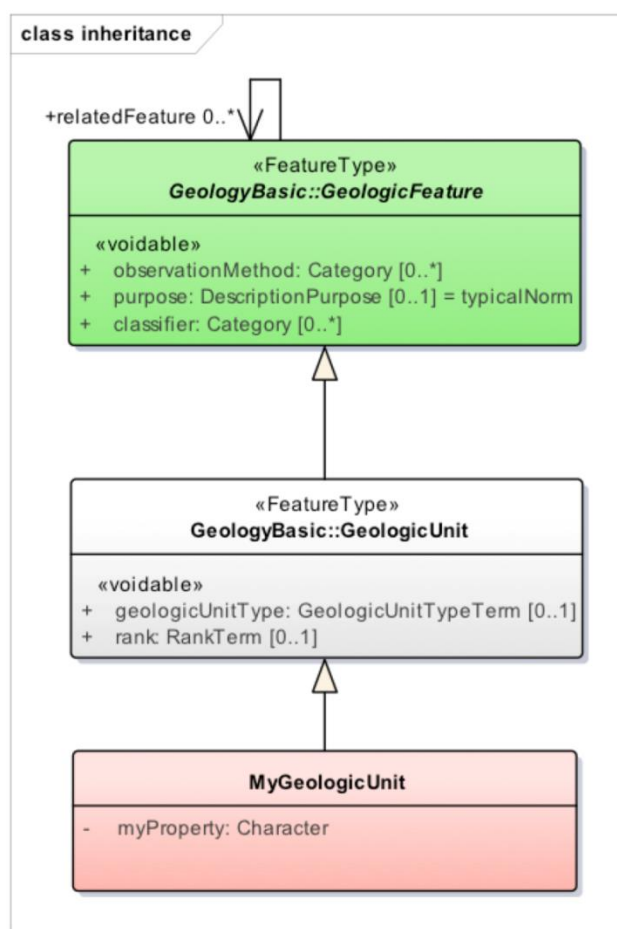 class inheritance
+relatedFeature 0..*
«FeatureType»
GeologyBasic::GeologicFeature
«voidable»
+ observationMethod: Category [0..*]
+ purpose: DescriptionPurpose [0..1] = typicalNorm
+ classifier: Category [0..*]
«FeatureType»
GeologyBasic::GeologicUnit
«voidable»
+ geologicUnitType: GeologicUnitTypeTerm [0..1]
+ rank: RankTerm [0..1]
MyGeologicUnit
- myProperty: Character